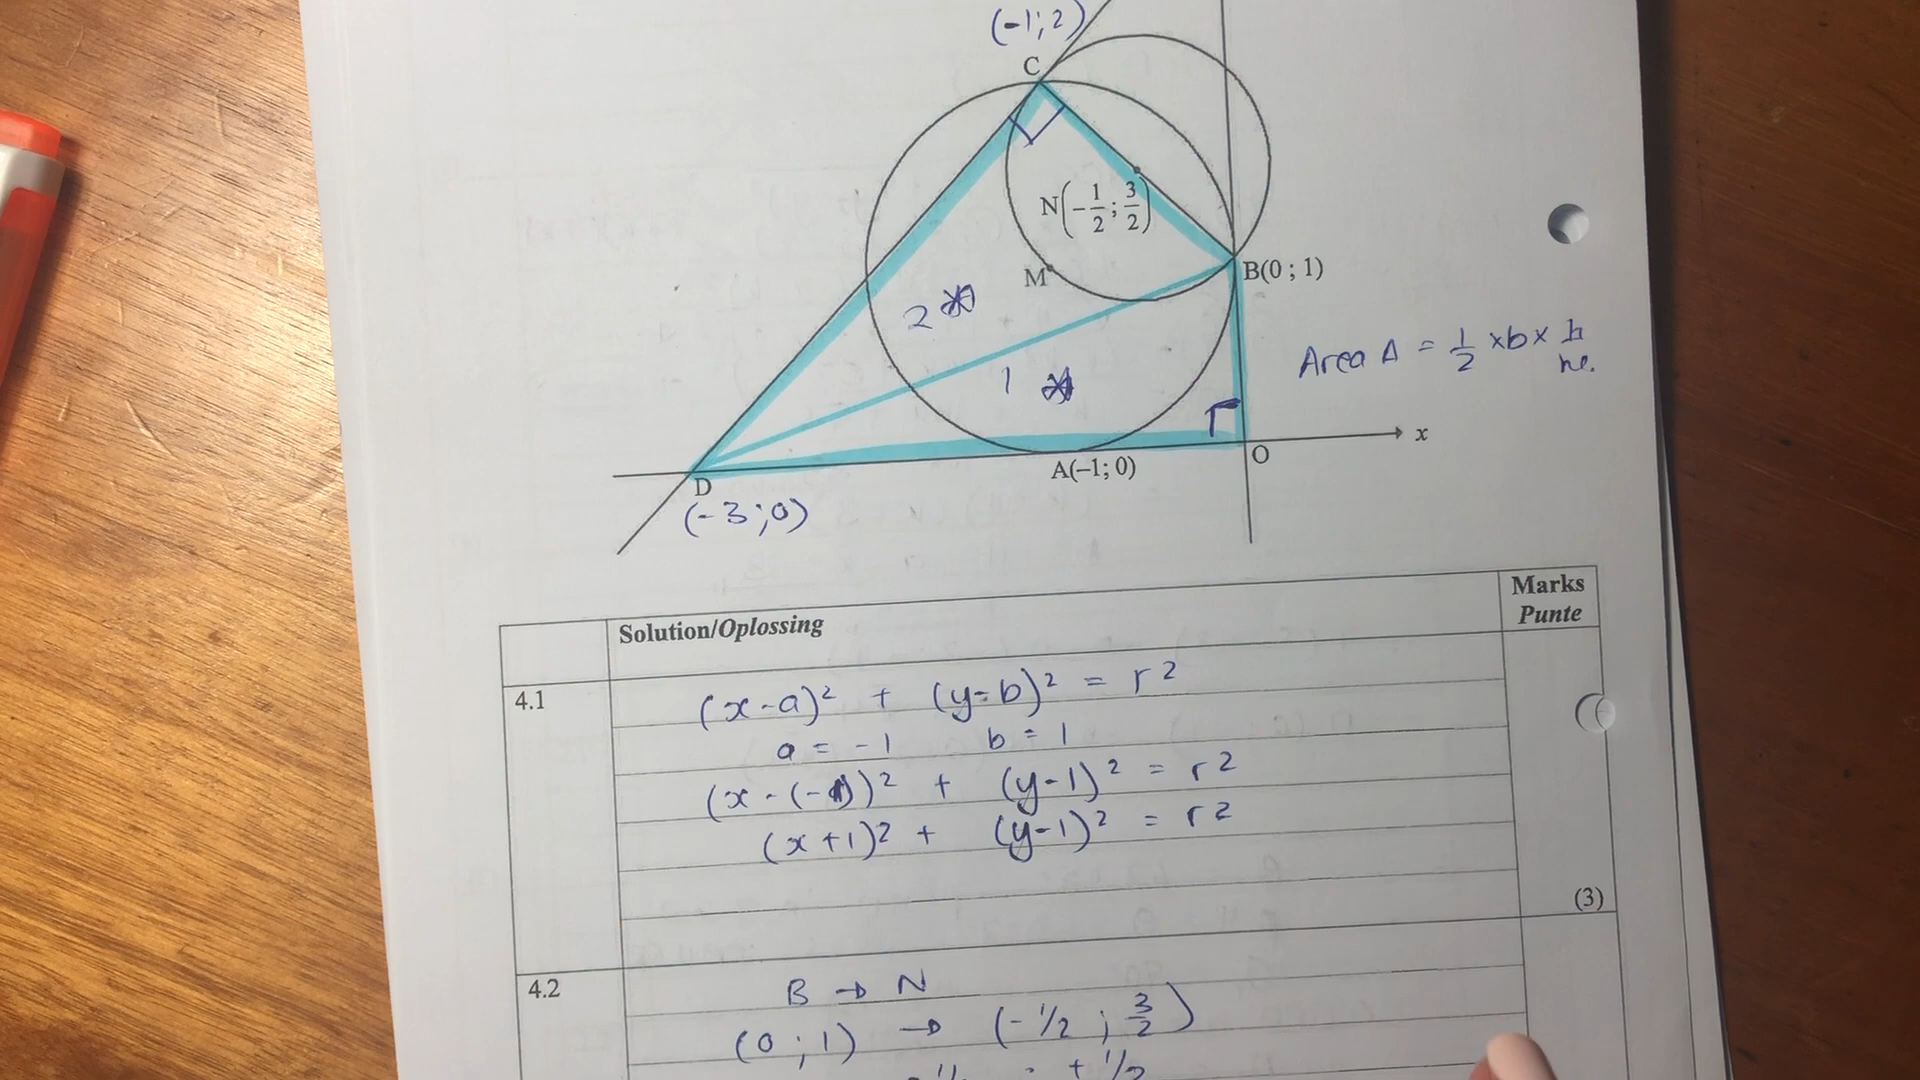 (-1;2)
C
N(-1/2 ; 3/2)
M
B(0 ; 1)
2
1
Area Δ = 1/2 × b × h
he.
x
O
A(–1; 0)
D
(-3;0)
Solution/Oplossing
Marks
Punte
4.1
(x-a)² + (y-b)² = r²
a = -1 b = 1
(x-(-1))² + (y-1)² = r²
(x+1)² + (y-1)² = r²
(3)
4.2
B → N
(0 ; 1) → (-1/2 ; 3/2)
; + 1/2